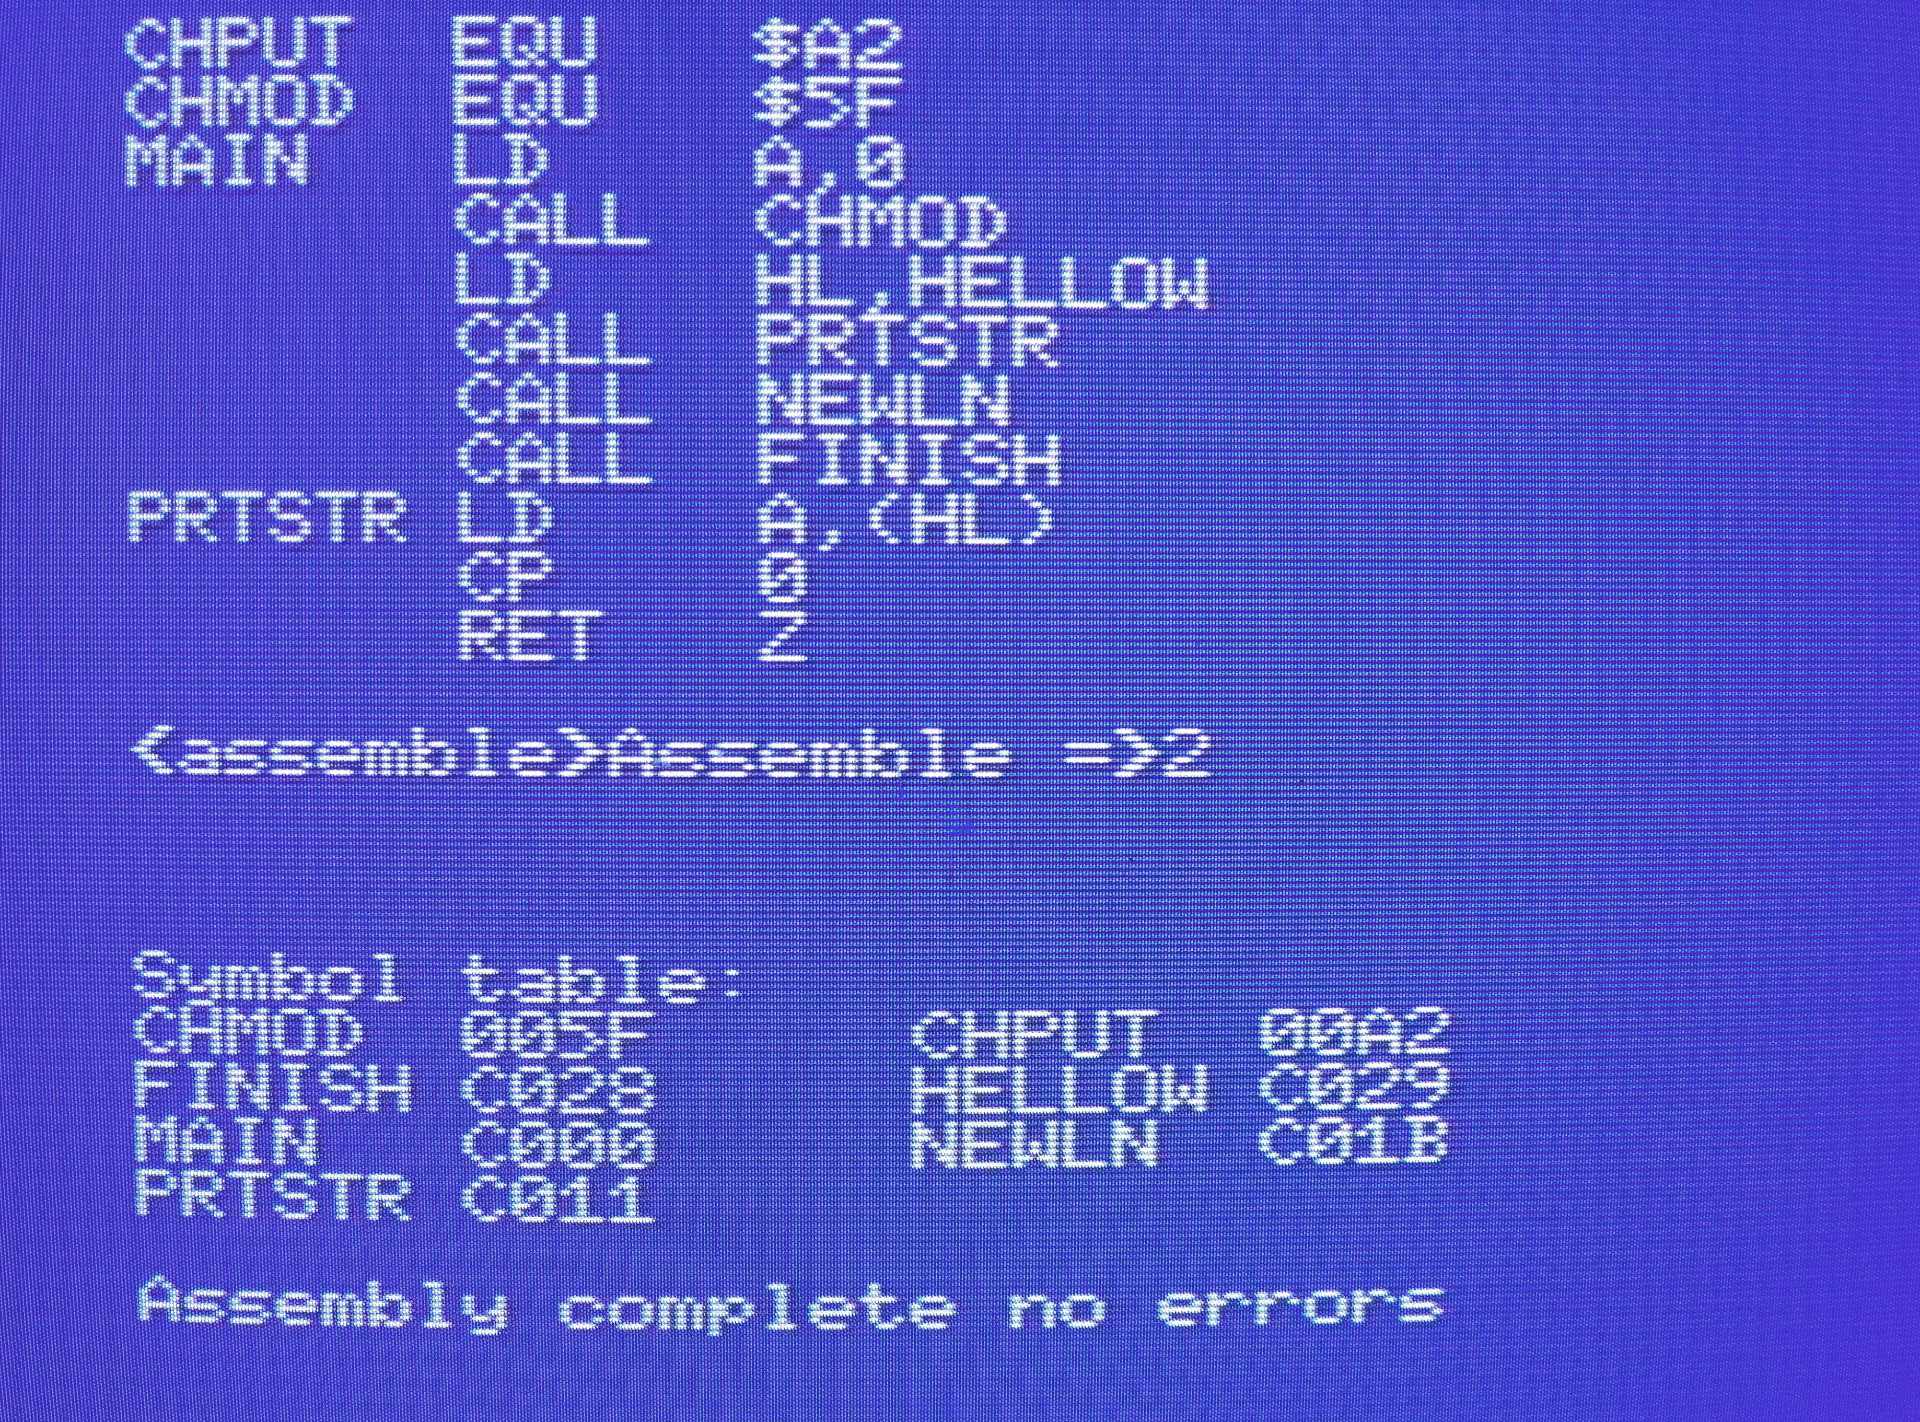 CHPUT EQU $A2
CHMOD EQU $5F
MAIN LD A,0
CALL CHMOD
LD HL,HELLOW
CALL PRTSTR
CALL NEWLN
CALL FINISH
PRTSTR LD A,(HL)
CP 0
RET Z
<assemble>Assemble =>2
Symbol table:
CHMOD 005F CHPUT 00A2
FINISH C028 HELLOW C029
MAIN C000 NEWLN C01B
PRTSTR C011
Assembly complete no errors